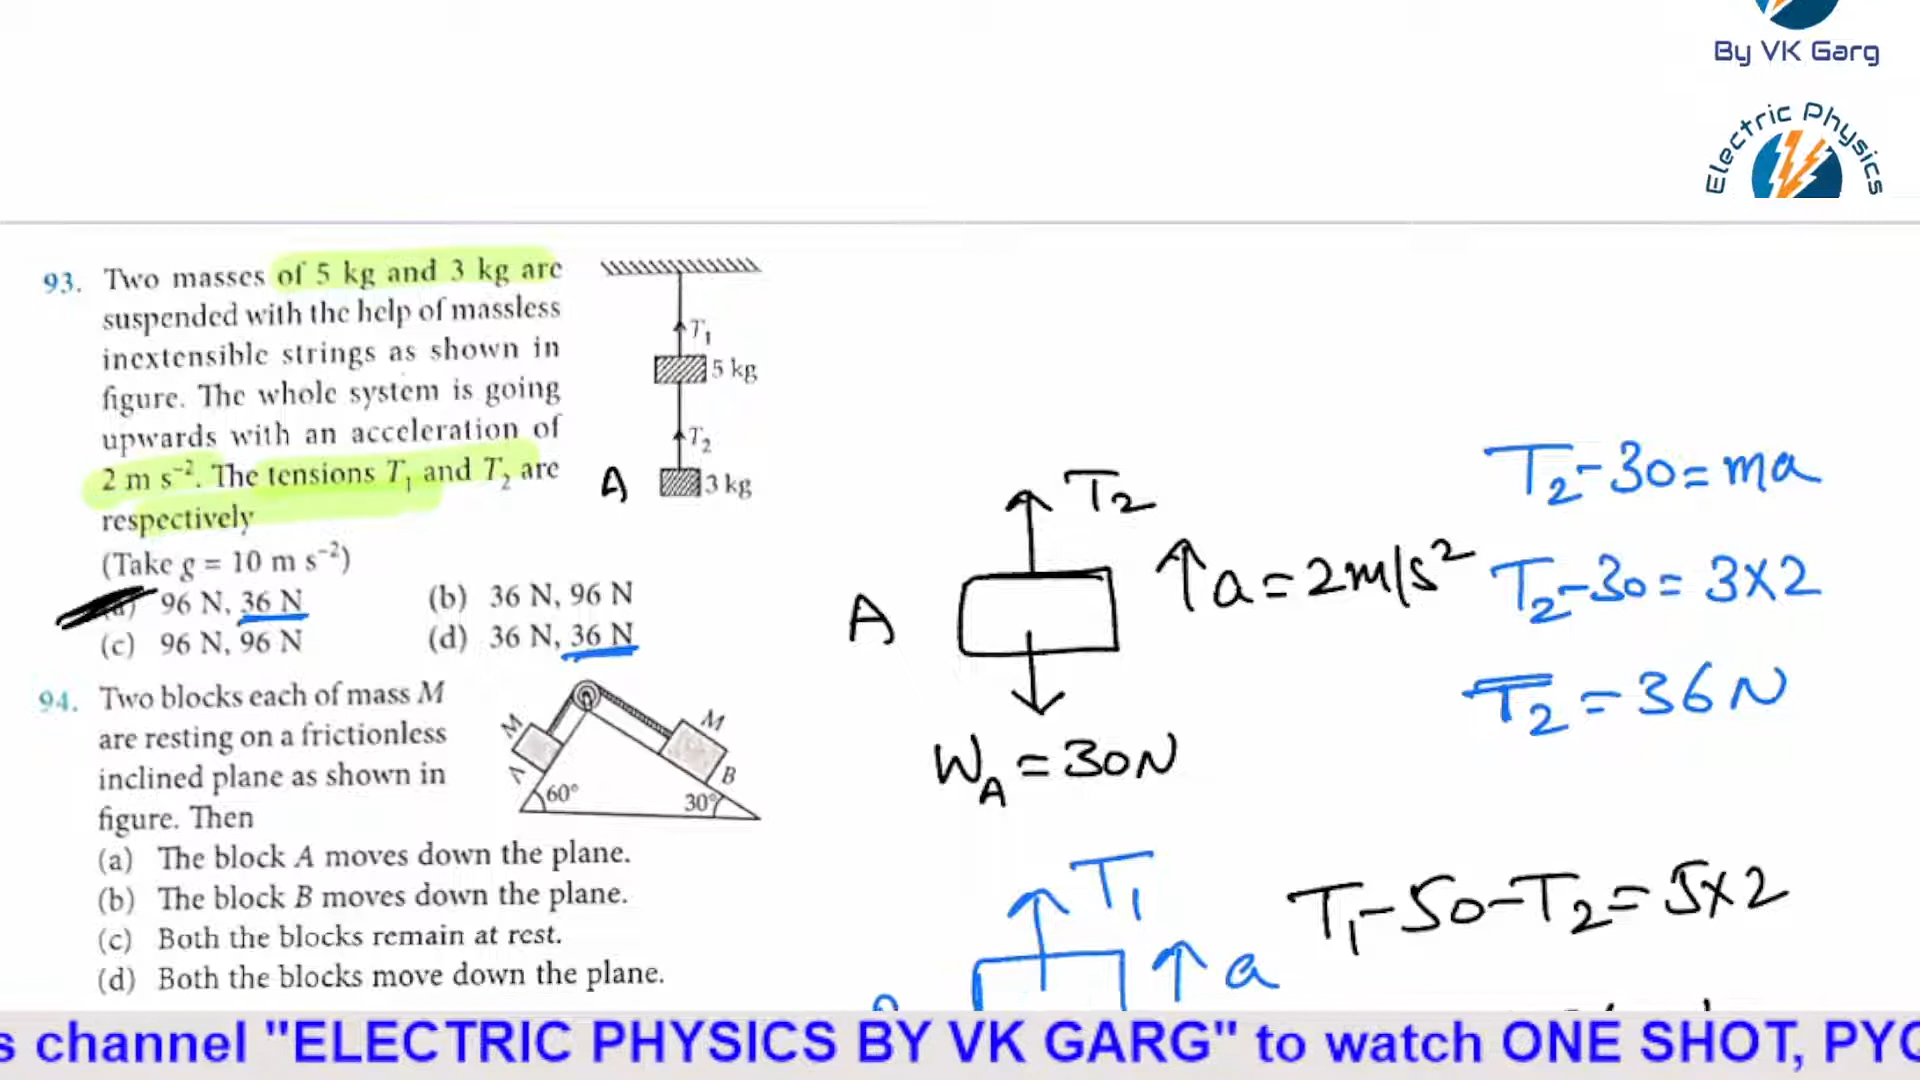 By VK Garg
Electric Physics
93. Two masses of 5 kg and 3 kg are
suspended with the help of massless
inextensible strings as shown in
figure. The whole system is going
upwards with an acceleration of
2 m s⁻². The tensions T₁ and T₂ are
respectively
(Take g = 10 m s⁻²)
96 N, 36 N (b) 36 N, 96 N
(c) 96 N, 96 N (d) 36 N, 36 N
T₁
5 kg
T₂
A 3 kg
94. Two blocks each of mass M
are resting on a frictionless
inclined plane as shown in
figure. Then
(a) The block A moves down the plane.
(b) The block B moves down the plane.
(c) Both the blocks remain at rest.
(d) Both the blocks move down the plane.
M M
A B
60° 30°
T₂
A
↑a=2m/s²
W_A = 30N
T₂-30=ma
T₂-30=3×2
T₂=36N
T₁
↑a
T₁-50-T₂=5×2
s channel "ELECTRIC PHYSICS BY VK GARG" to watch ONE SHOT, PYQ